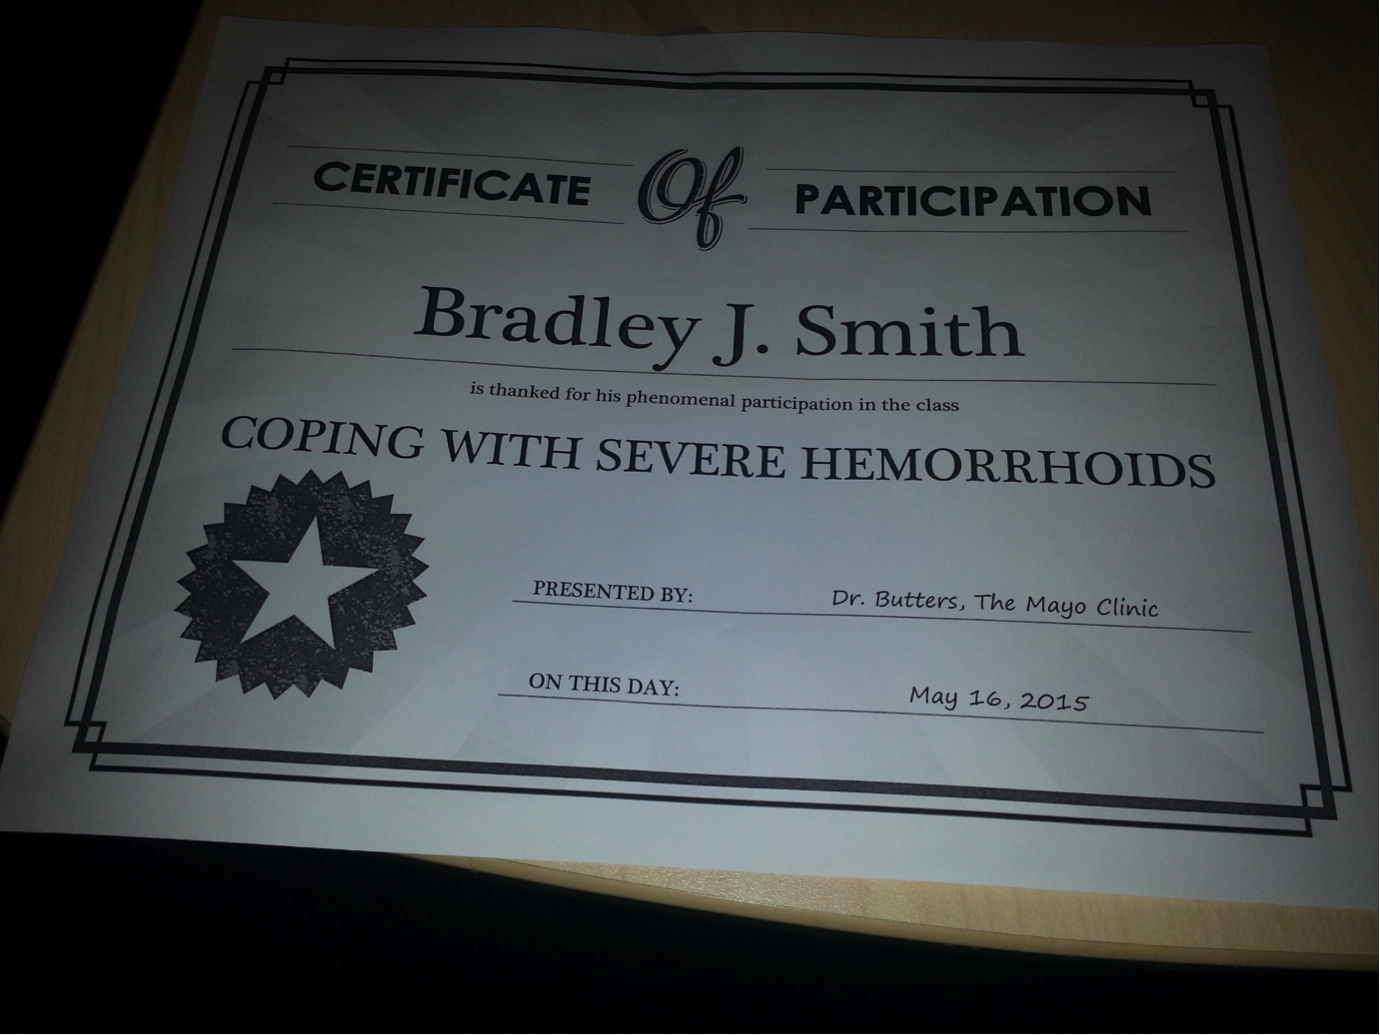 CERTIFICATE Of PARTICIPATION
Bradley J. Smith
is thanked for his phenomenal participation in the class
COPING WITH SEVERE HEMORRHOIDS
PRESENTED BY: Dr. Butters, The Mayo Clinic
ON THIS DAY: May 16, 2015